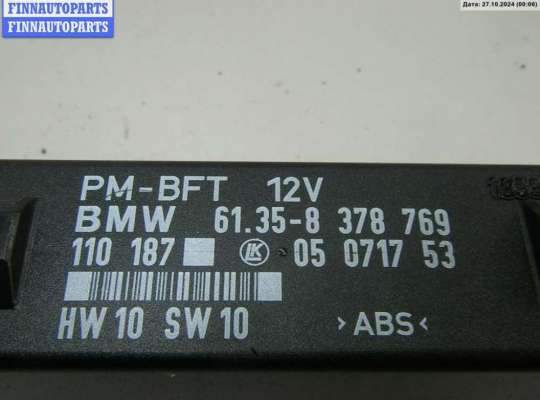 FINNAUTOPARTS
FINNAUTOPARTS
Дата: 27.10.2024 (00:06)
PM-BFT 12V
BMW 61.35-8 378 769
110 187 LK 05 0717 53
HW 10 SW 10 >ABS<